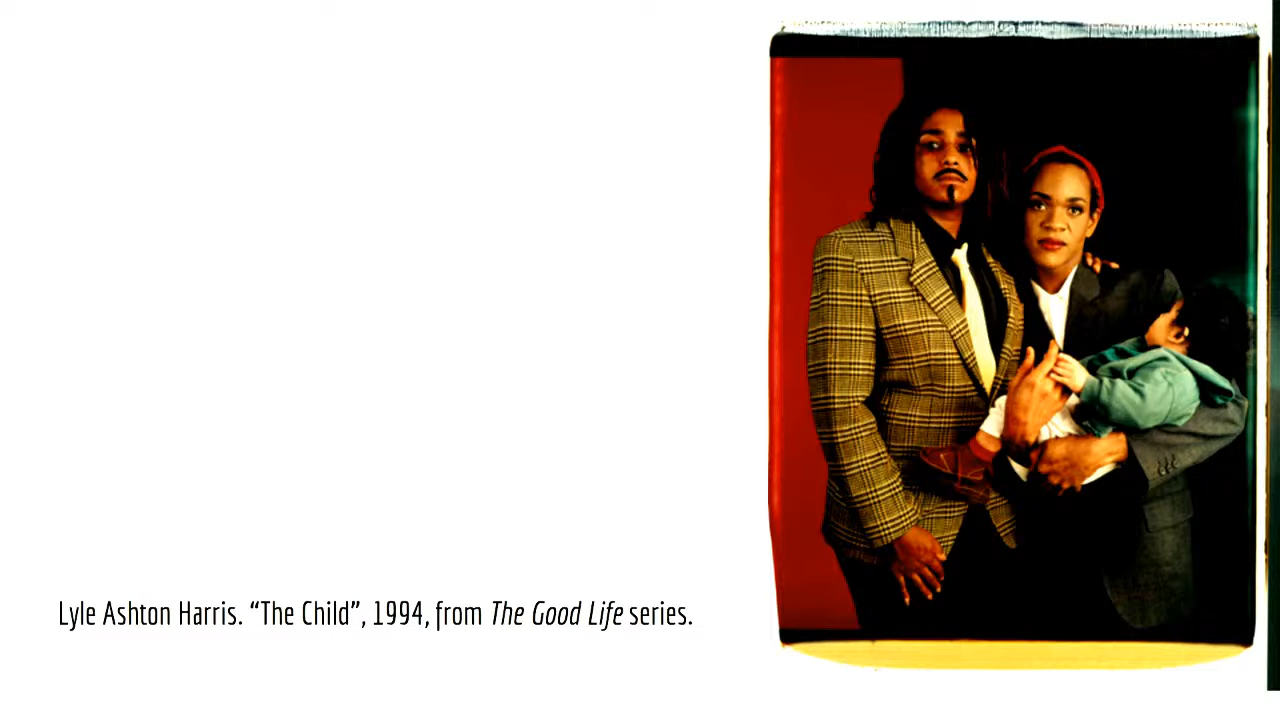 Lyle Ashton Harris. “The Child”, 1994, from The Good Life series.